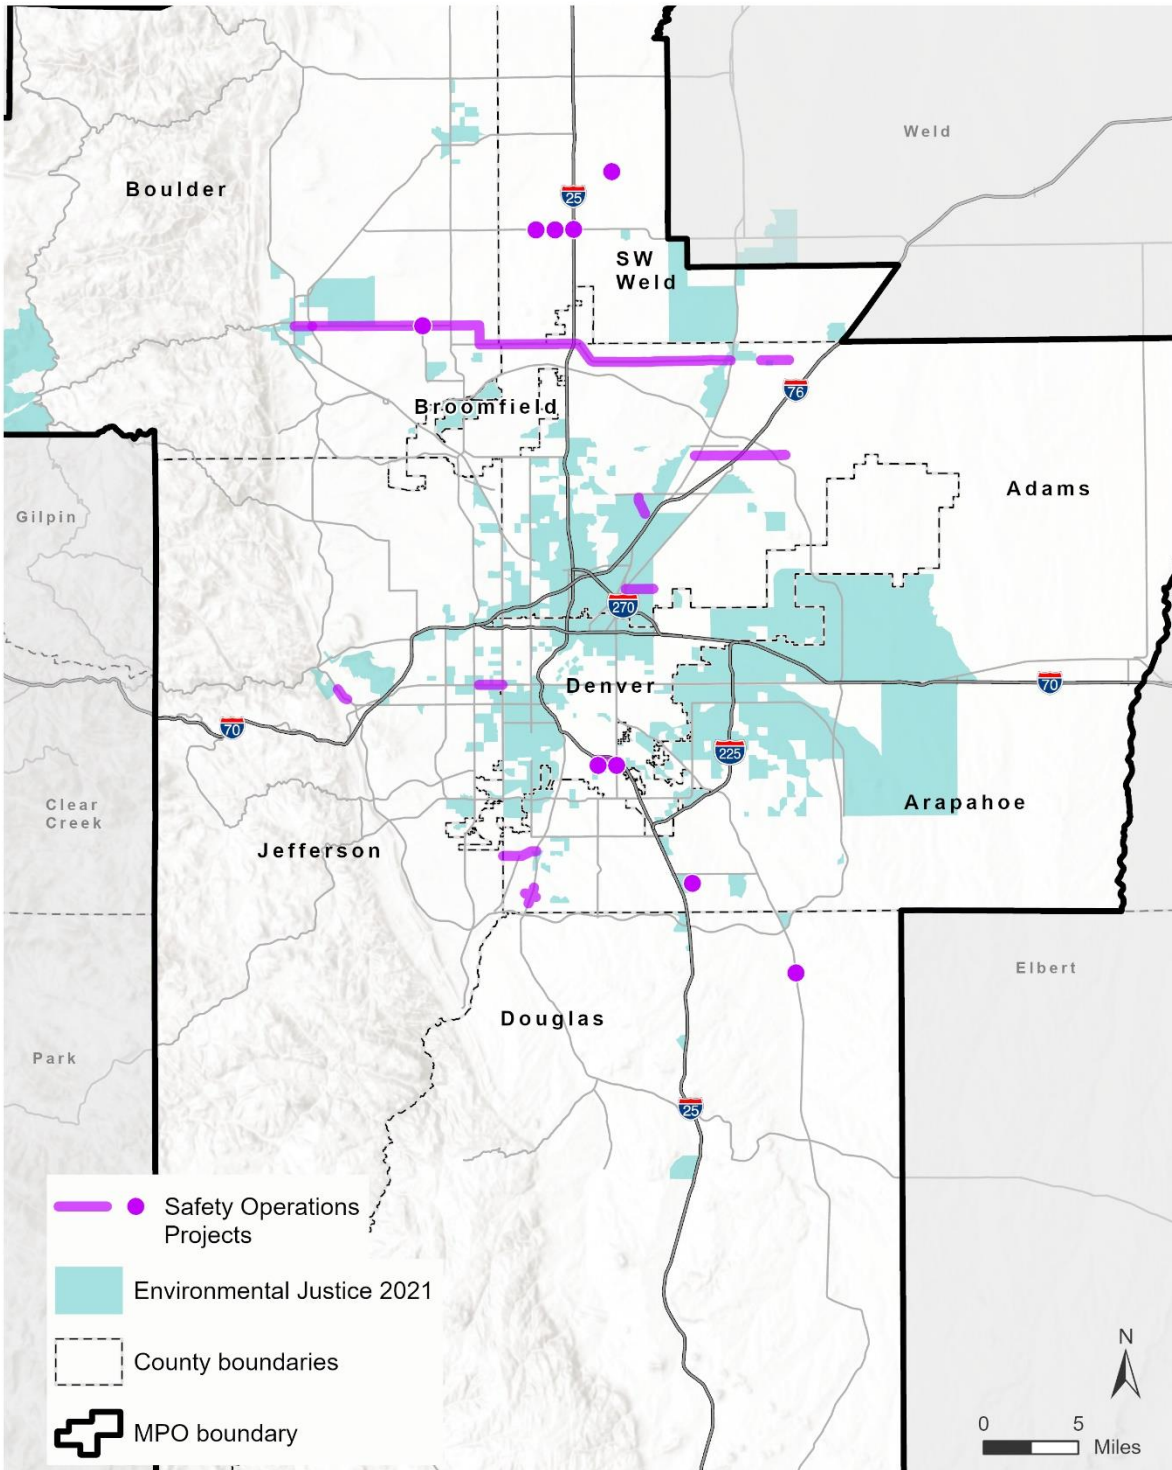 Weld
Boulder
25
SW
Weld
76
Broomfield
Adams
Gilpin
270
Denver
70
70
225
Clear
Creek
Arapahoe
Jefferson
Elbert
Douglas
Park
25
Safety Operations
Projects
Environmental Justice 2021
County boundaries
MPO boundary
N
0 5
Miles